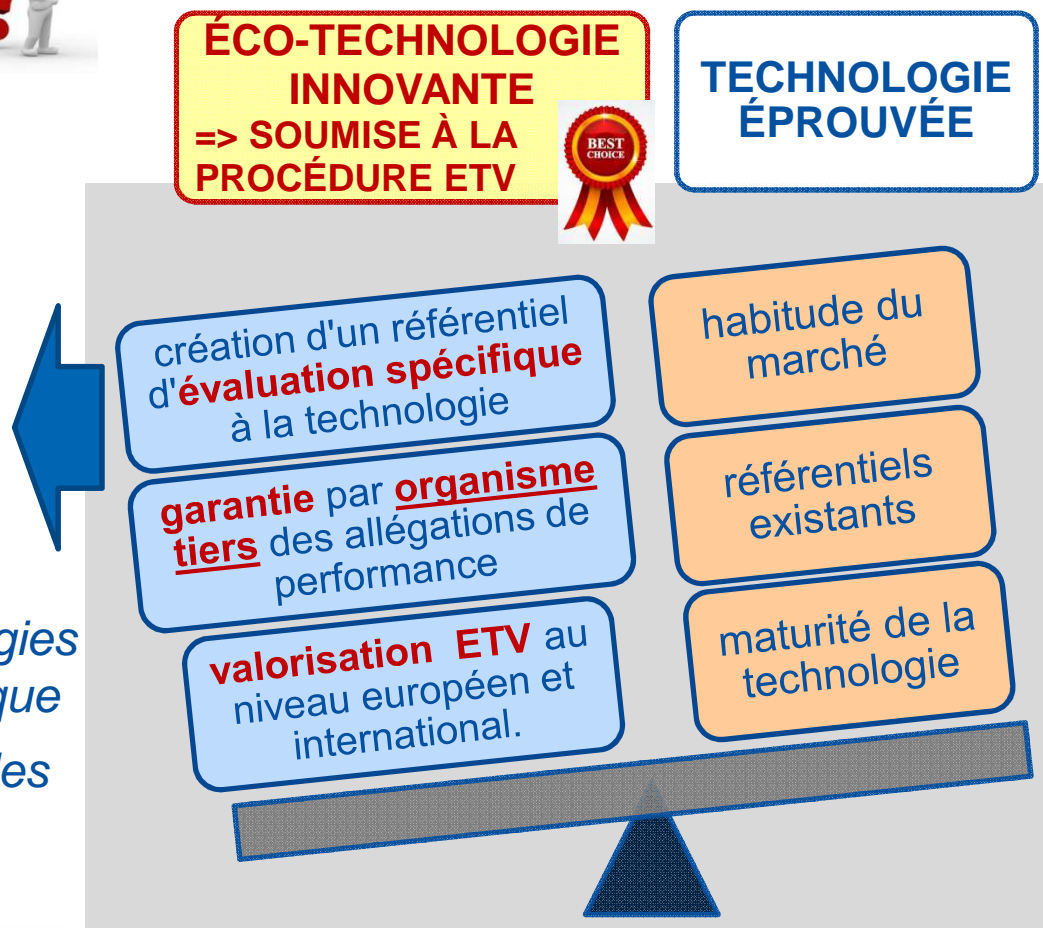 ÉCO-TECHNOLOGIE
INNOVANTE
=> SOUMISE À LA
PROCÉDURE ETV
BEST
CHOICE
TECHNOLOGIE
ÉPROUVÉE
création d'un référentiel
d'évaluation spécifique
à la technologie
garantie par organisme
tiers des allégations de
performance
valorisation ETV au
niveau européen et
international.
habitude du
marché
référentiels
existants
maturité de la
technologie
gies
que